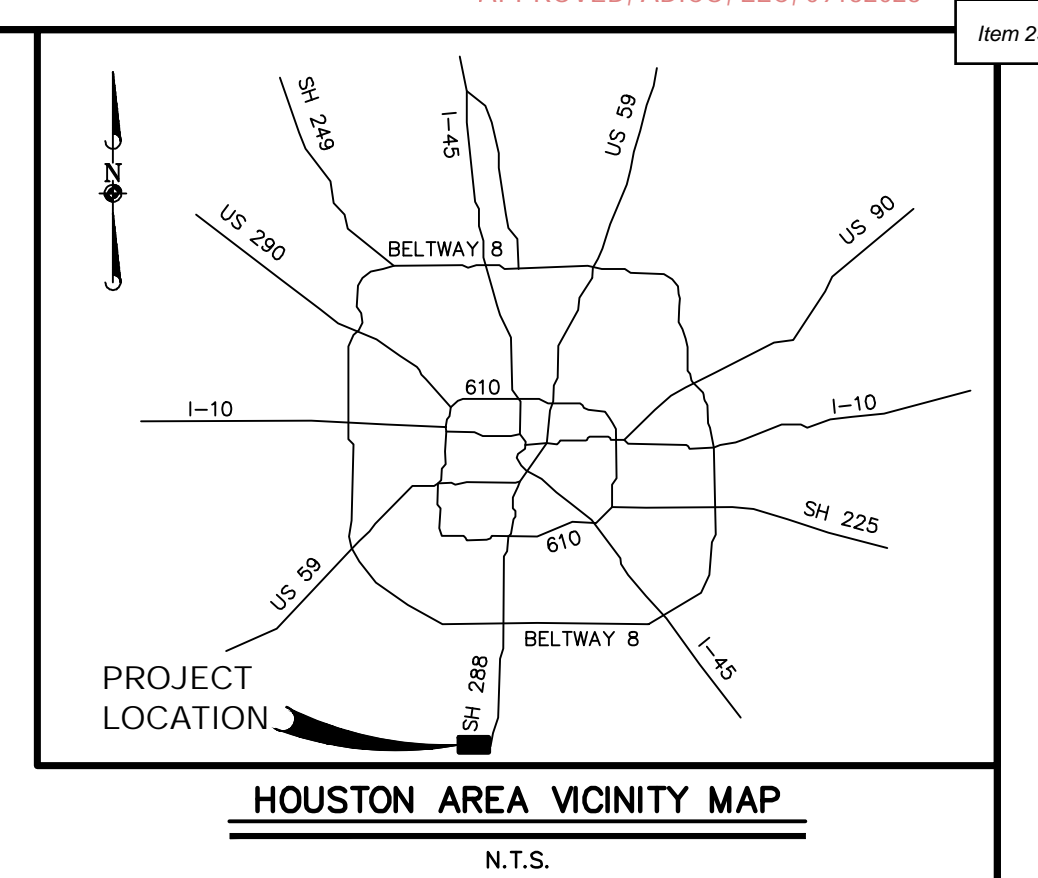 Item 2
N
SH 249
I-45
US 59
US 290
US 90
BELTWAY 8
610
I-10
I-10
SH 225
610
US 59
BELTWAY 8
I-45
SH 288
PROJECT
LOCATION
HOUSTON AREA VICINITY MAP
N.T.S.